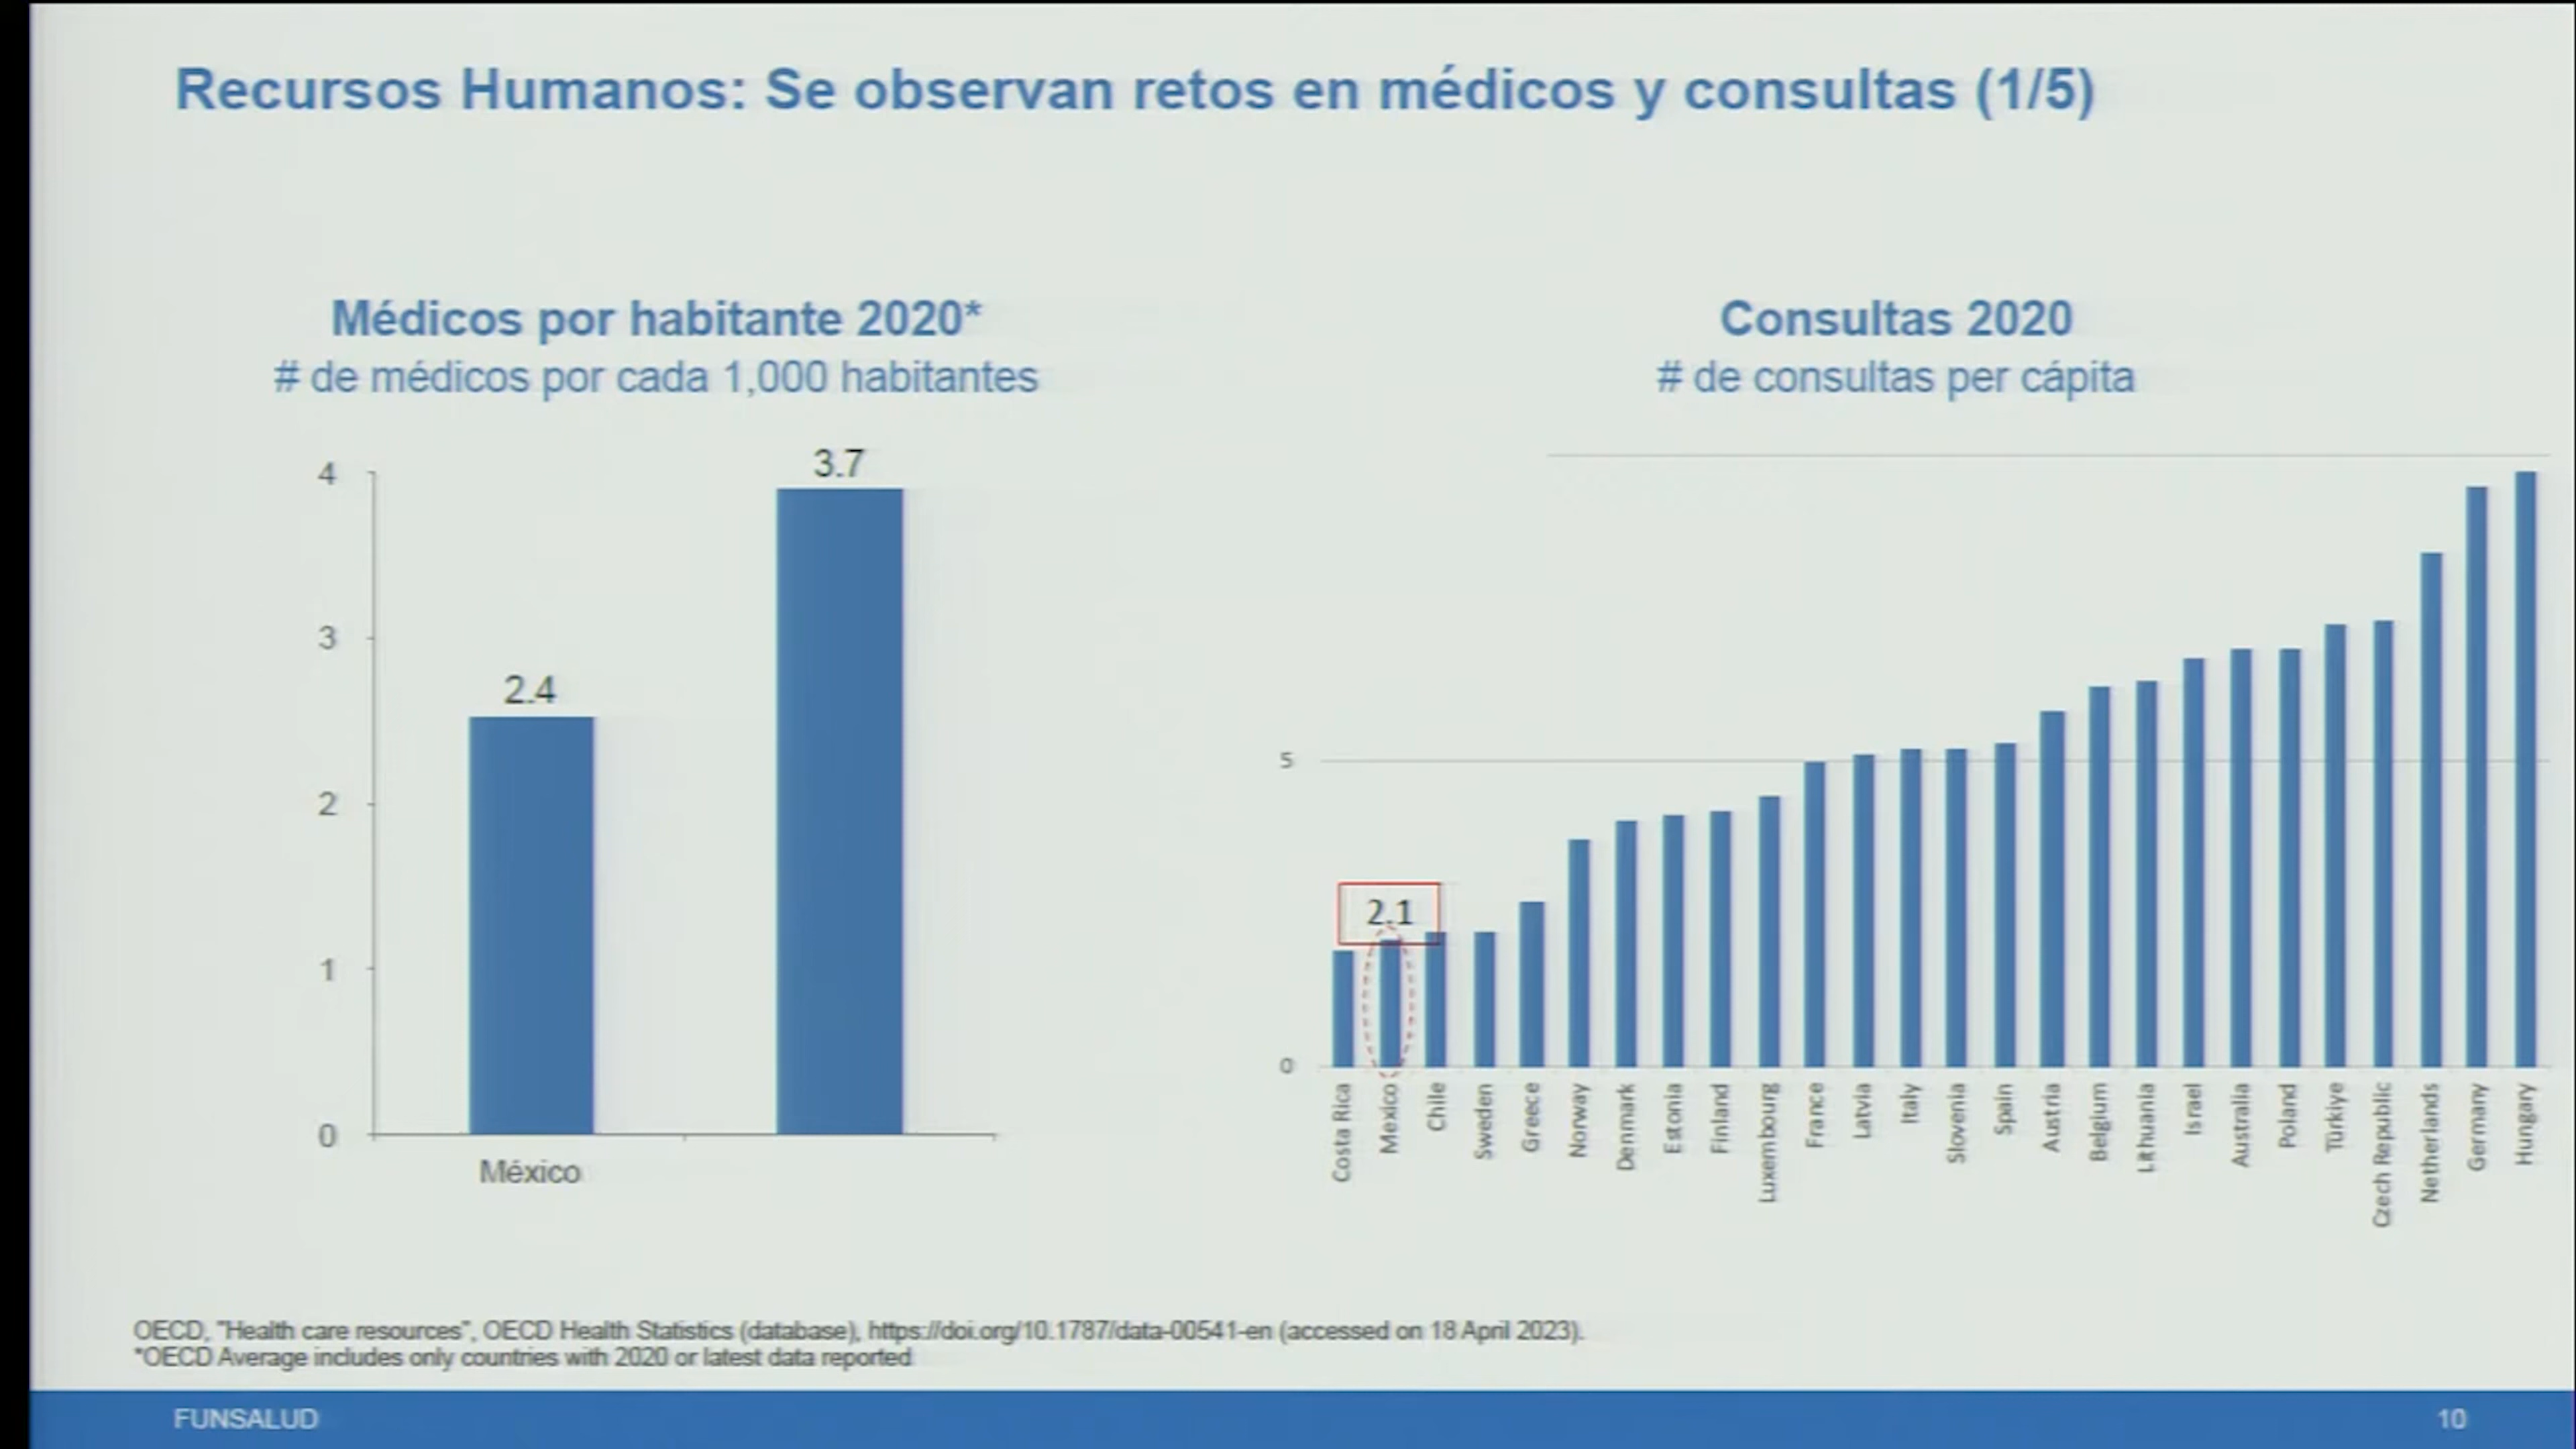 Recursos Humanos: Se observan retos en médicos y consultas (1/5)
Médicos por habitante 2020*
# de médicos por cada 1,000 habitantes
4
3
2
1
0
2.4
3.7
México
Consultas 2020
# de consultas per cápita
5
0
2.1
Costa Rica
Mexico
Chile
Sweden
Greece
Norway
Denmark
Estonia
Finland
Luxembourg
France
Latvia
Italy
Slovenia
Spain
Austria
Belgium
Lithuania
Israel
Australia
Poland
Türkiye
Czech Republic
Netherlands
Germany
Hungary
OECD, "Health care resources", OECD Health Statistics (database), https://doi.org/10.1787/data-00541-en (accessed on 18 April 2023).
*OECD Average includes only countries with 2020 or latest data reported
FUNSALUD
10